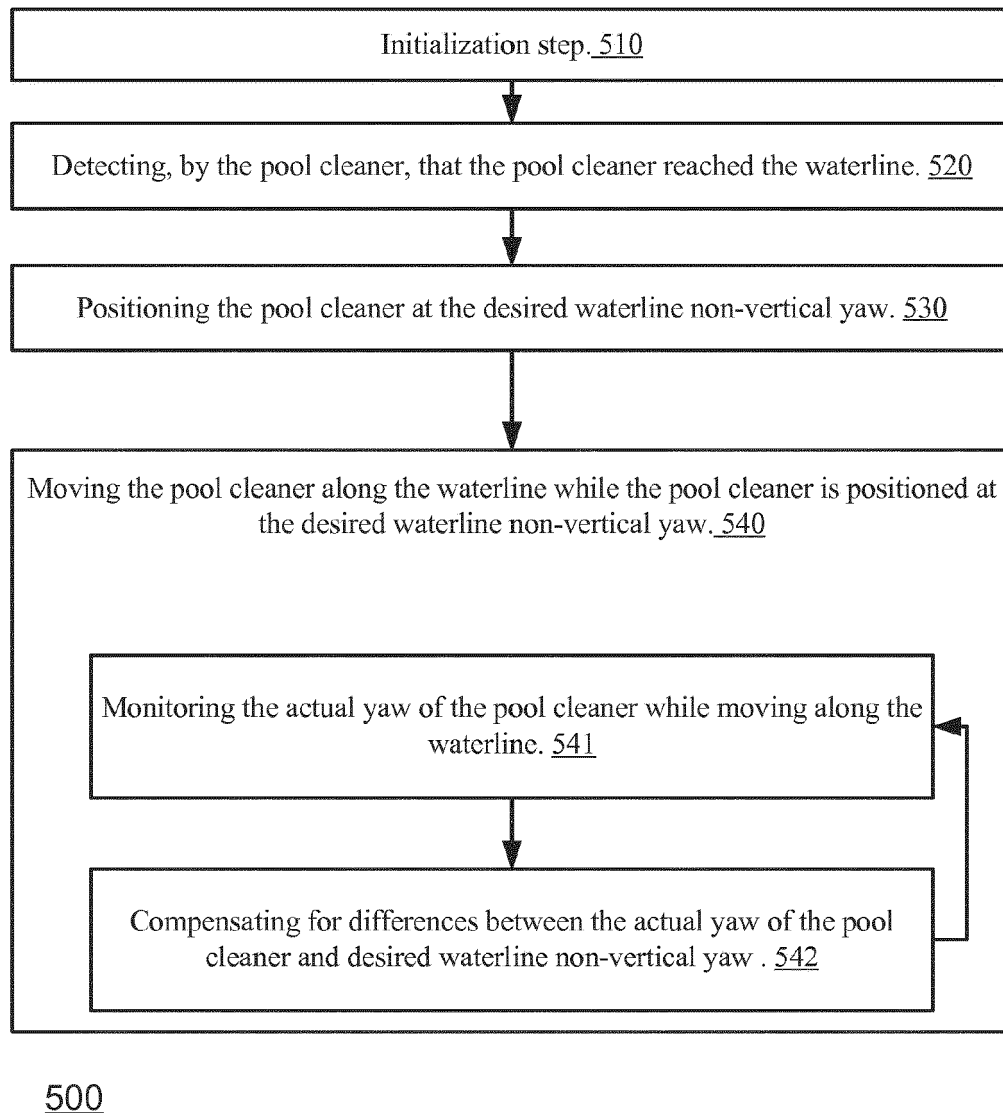 Initialization step. 510
Detecting, by the pool cleaner, that the pool cleaner reached the waterline. 520
Positioning the pool cleaner at the desired waterline non-vertical yaw. 530
Moving the pool cleaner along the waterline while the pool cleaner is positioned at
the desired waterline non-vertical yaw. 540
Monitoring the actual yaw of the pool cleaner while moving along the
waterline. 541
Compensating for differences between the actual yaw of the pool
cleaner and desired waterline non-vertical yaw . 542
500